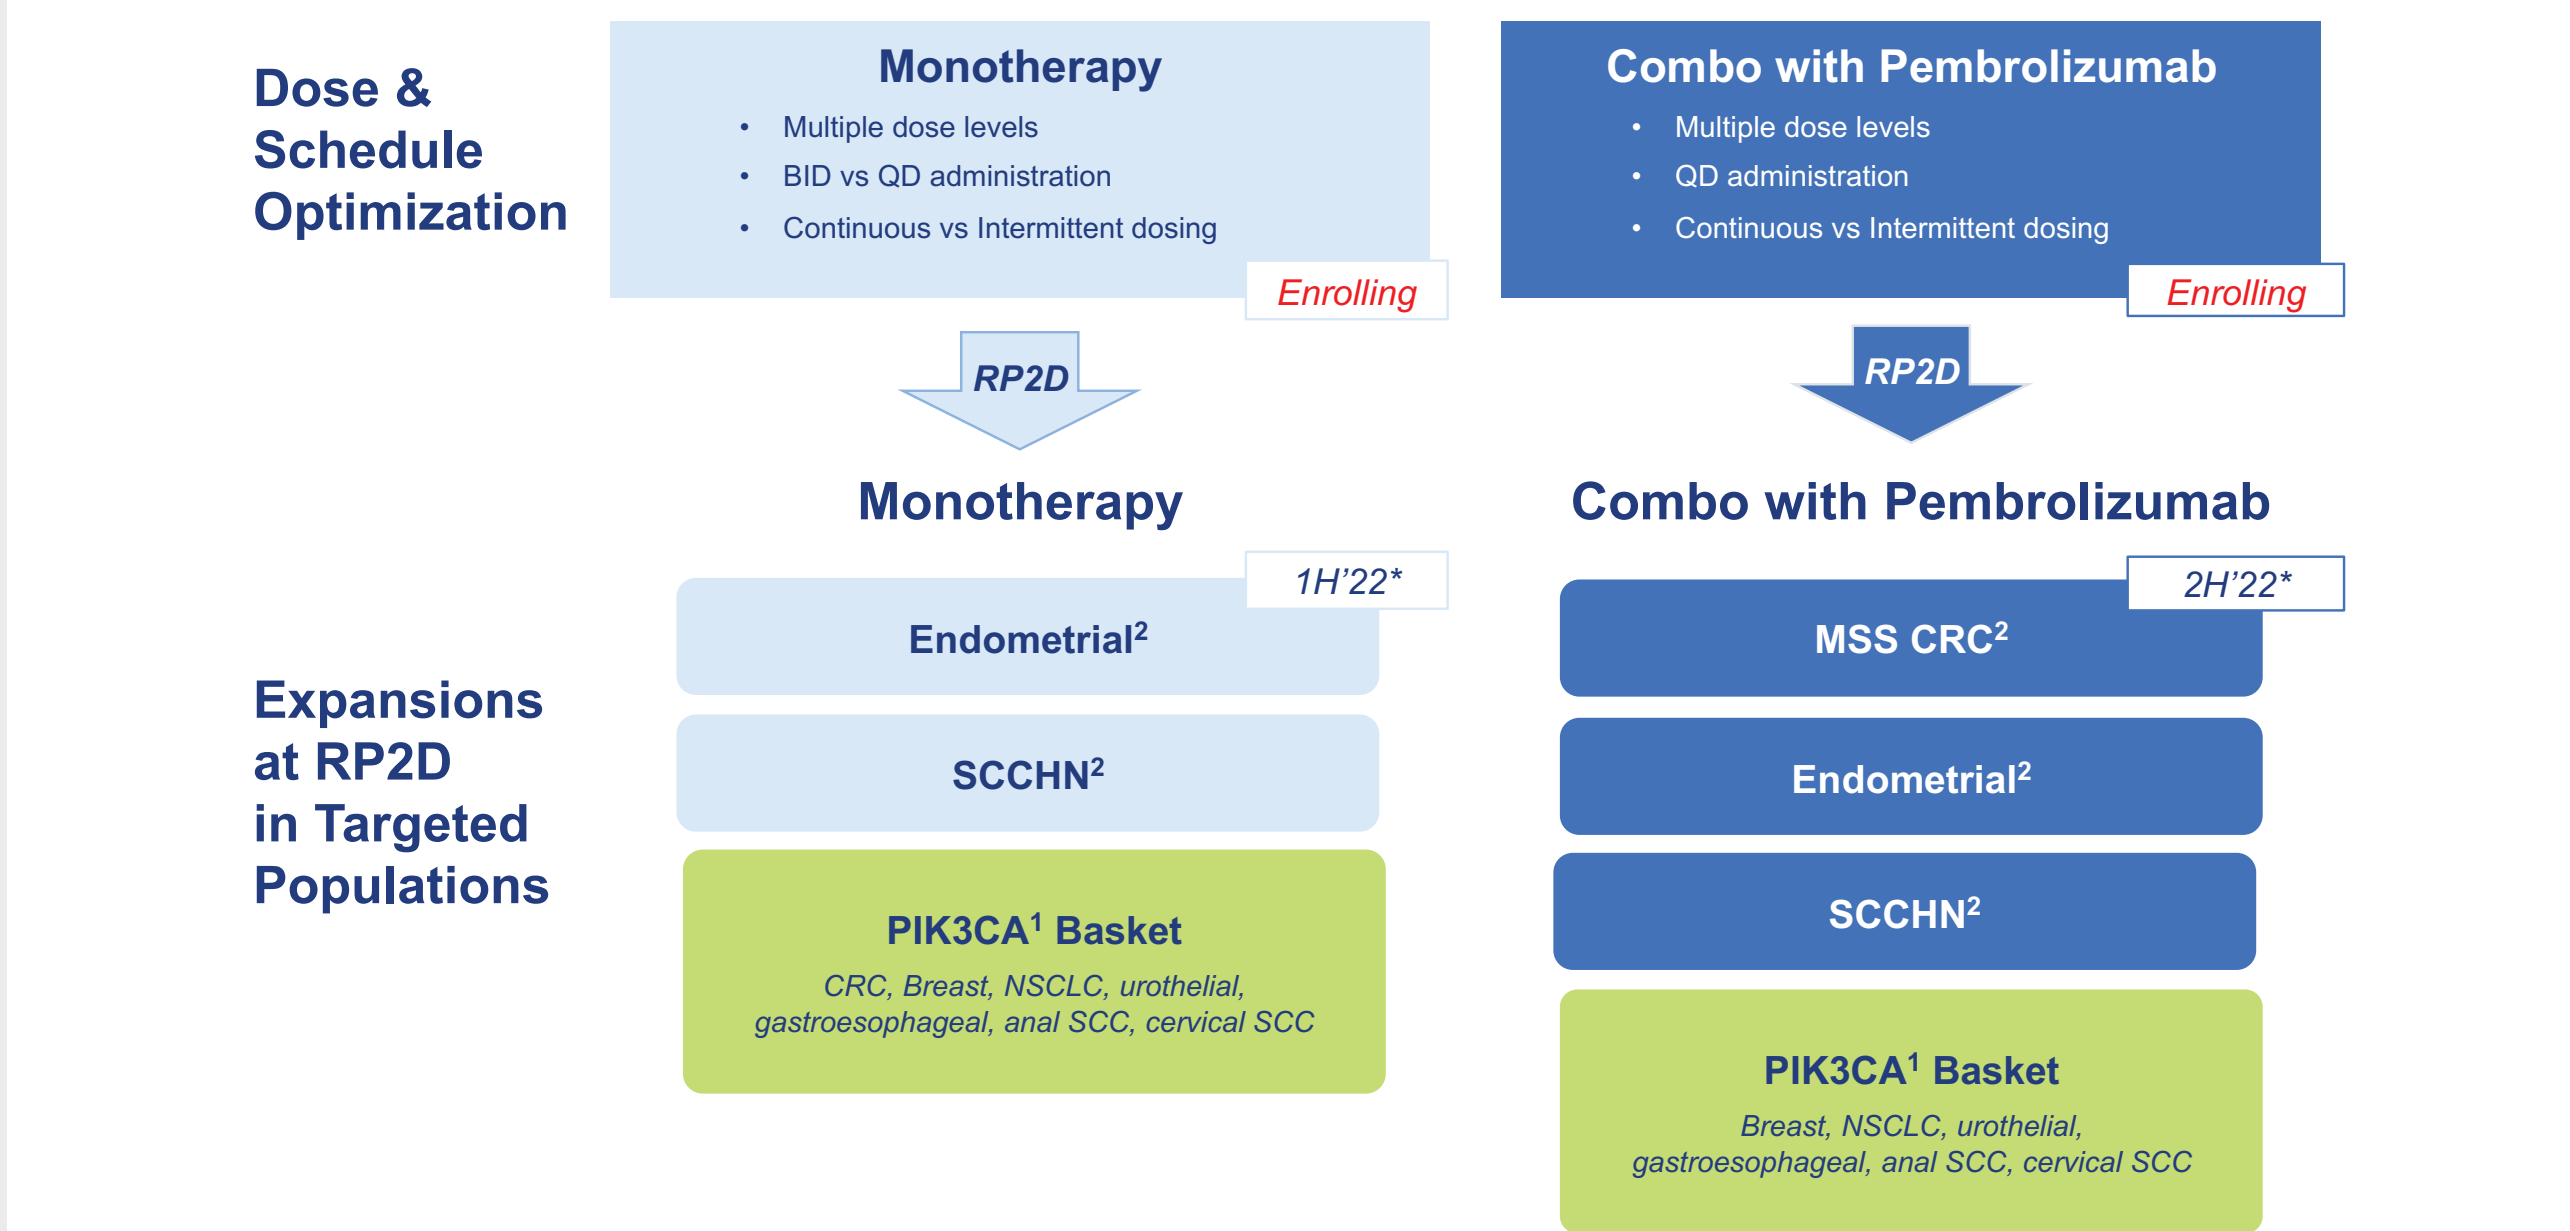 Dose &
Schedule
Optimization
Monotherapy
• Multiple dose levels
• BID vs QD administration
• Continuous vs Intermittent dosing
Enrolling
Combo with Pembrolizumab
• Multiple dose levels
• QD administration
• Continuous vs Intermittent dosing
Enrolling
RP2D
RP2D
Expansions
at RP2D
in Targeted
Populations
Monotherapy
1H’22*
Endometrial²
SCCHN²
PIK3CA¹ Basket
CRC, Breast, NSCLC, urothelial,
gastroesophageal, anal SCC, cervical SCC
Combo with Pembrolizumab
2H’22*
MSS CRC²
Endometrial²
SCCHN²
PIK3CA¹ Basket
Breast, NSCLC, urothelial,
gastroesophageal, anal SCC, cervical SCC